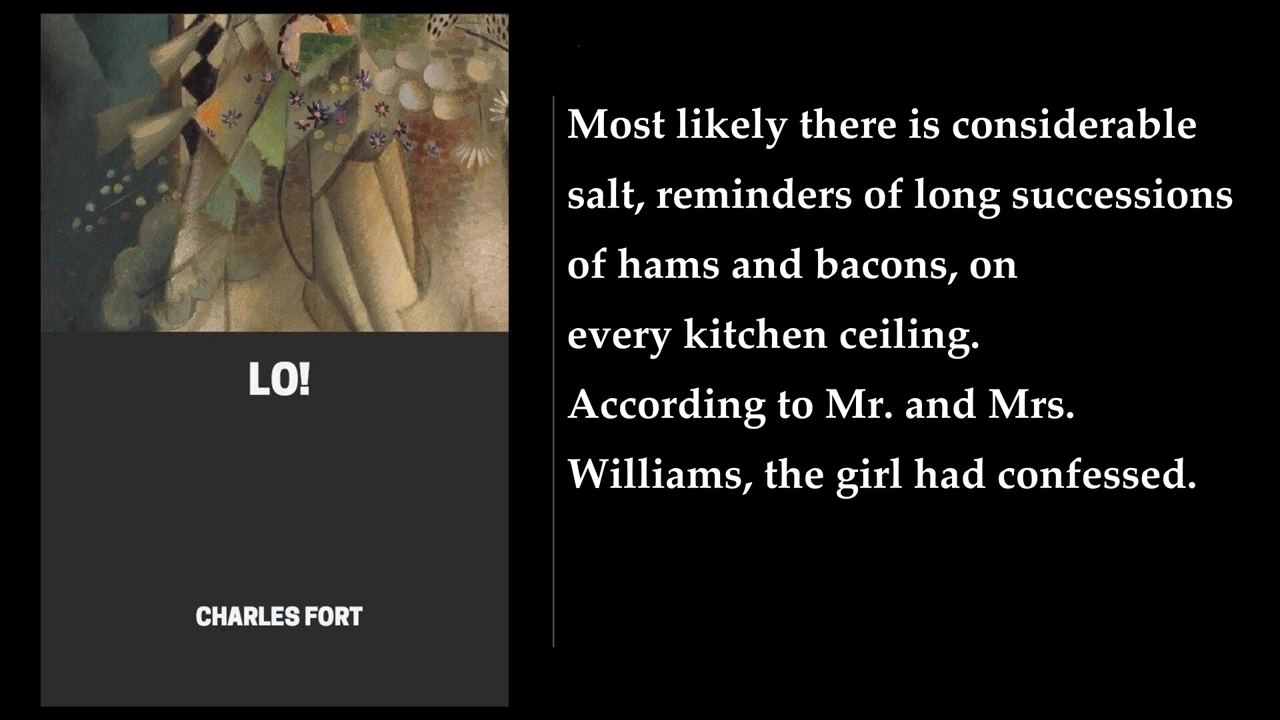 LO!
CHARLES FORT
Most likely there is considerable
salt, reminders of long successions
of hams and bacons, on
every kitchen ceiling.
According to Mr. and Mrs.
Williams, the girl had confessed.